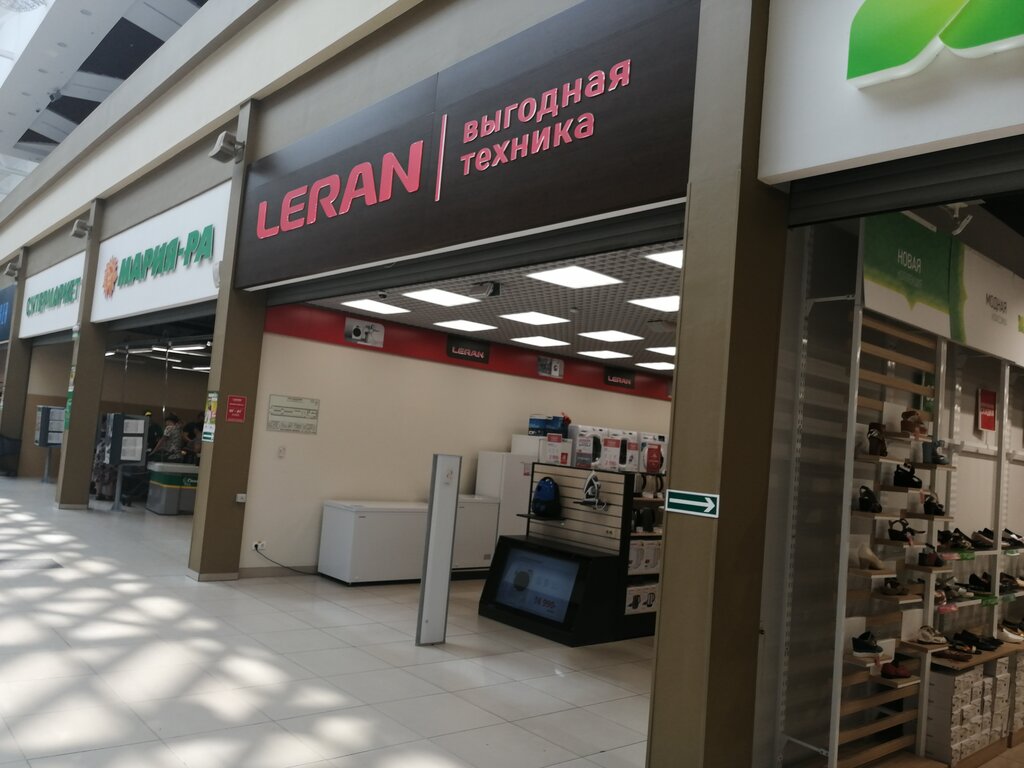 СУПЕРМАРКЕТ
МАРИЯ-РА
LERAN
выгодная
техника
LERAN
LERAN
НОВАЯ
МОДНАЯ